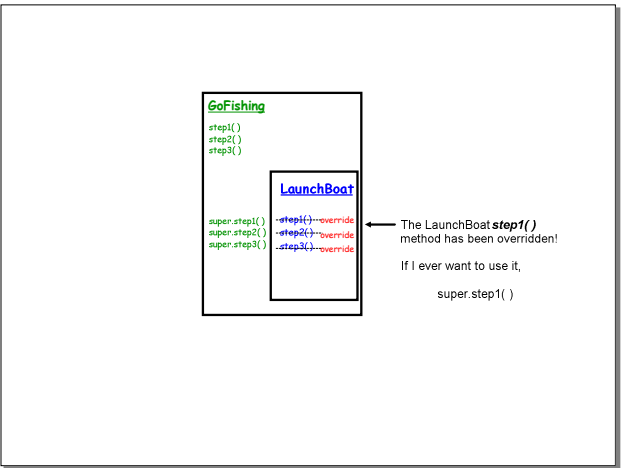 GoFishing
step1( )
step2( )
step3( )
LaunchBoat
super.step1( )
super.step2( )
super.step3( )
step1( ) override
step2( ) override
step3( ) override
The LaunchBoat step1( )
method has been overridden!
If I ever want to use it,
super.step1( )